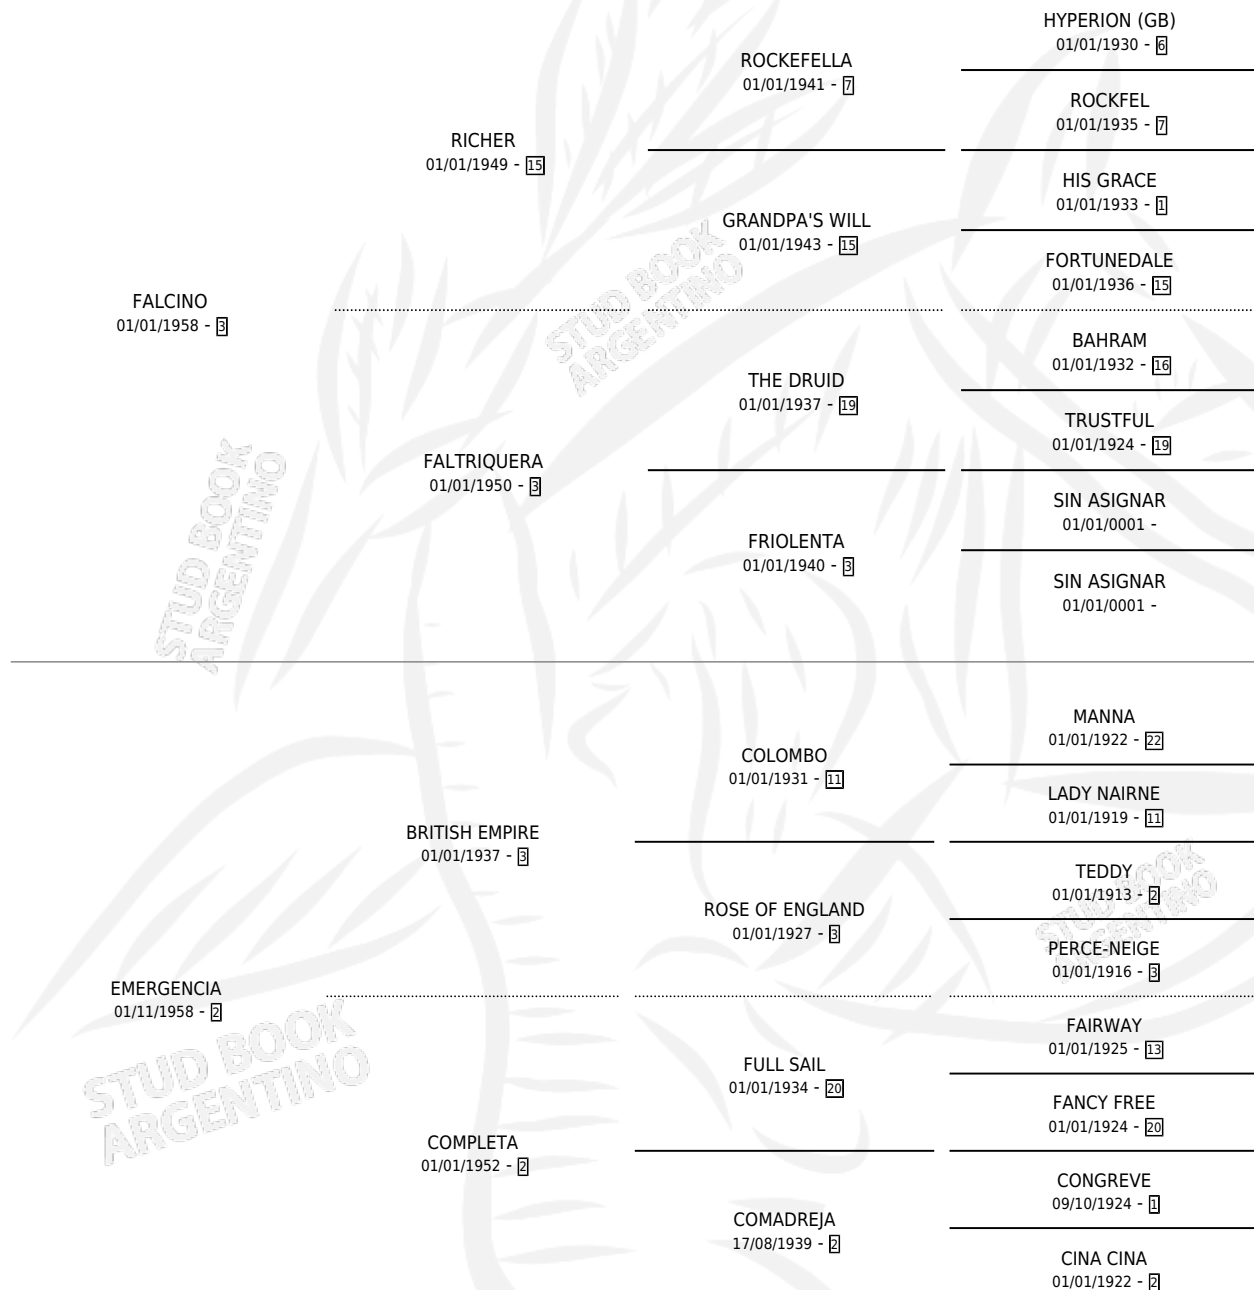 HYPERION (GB)
01/01/1930 - 6
ROCKEFELLA
01/01/1941 - 7
ROCKFEL
01/01/1935 - 7
RICHER
01/01/1949 - 15
HIS GRACE
01/01/1933 - 1
GRANDPA'S WILL
01/01/1943 - 15
FORTUNEDALE
01/01/1936 - 15
FALCINO
01/01/1958 - 3
BAHRAM
01/01/1932 - 16
THE DRUID
01/01/1937 - 19
TRUSTFUL
01/01/1924 - 19
FALTRIQUERA
01/01/1950 - 3
SIN ASIGNAR
01/01/0001 -
FRIOLENTA
01/01/1940 - 3
SIN ASIGNAR
01/01/0001 -
MANNA
01/01/1922 - 22
COLOMBO
01/01/1931 - 11
LADY NAIRNE
01/01/1919 - 11
BRITISH EMPIRE
01/01/1937 - 3
TEDDY
01/01/1913 - 2
ROSE OF ENGLAND
01/01/1927 - 3
PERCE-NEIGE
01/01/1916 - 3
EMERGENCIA
01/11/1958 - 2
FAIRWAY
01/01/1925 - 13
FULL SAIL
01/01/1934 - 20
FANCY FREE
01/01/1924 - 20
COMPLETA
01/01/1952 - 2
CONGREVE
09/10/1924 - 1
COMADREJA
17/08/1939 - 2
CINA CINA
01/01/1922 - 2
STUD BOOK
ARGENTINO
STUD BOOK
ARGENTINO
STUD BOOK
ARGENTINO
STUD BOOK
ARGENTINO